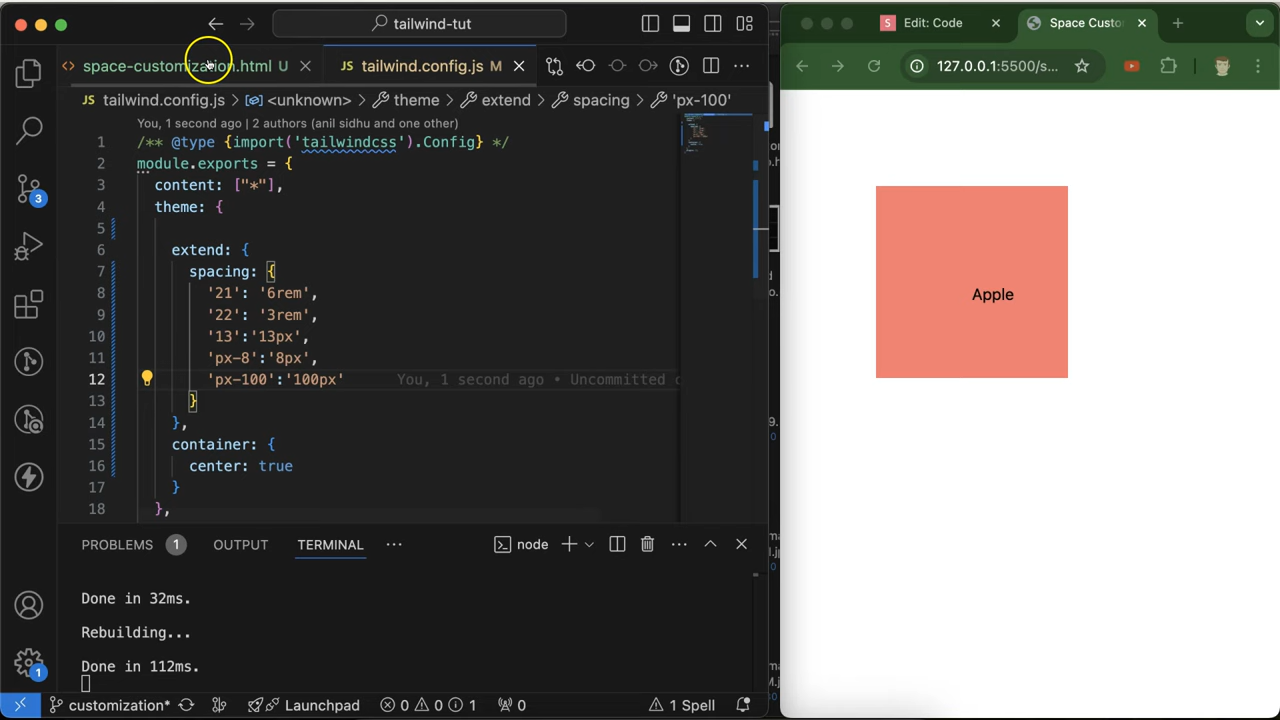 tailwind-tut
space-customization.html U
JS tailwind.config.js M
JS tailwind.config.js > <unknown> > theme > extend > spacing > 'px-100'
You, 1 second ago | 2 authors (anil sidhu and one other)
1 /** @type {import('tailwindcss').Config} */
2 module.exports = {
3 content: ["*"],
4 theme: {
5
6 extend: {
7 spacing: {
8 '21': '6rem',
9 '22': '3rem',
10 '13':'13px',
11 'px-8':'8px',
12 'px-100':'100px' You, 1 second ago • Uncommitted
13 }
14 },
15 container: {
16 center: true
17 }
18 },
3
1
PROBLEMS 1 OUTPUT TERMINAL ··· node
Done in 32ms.
Rebuilding...
Done in 112ms.
customization* Launchpad 0 0 1 0 1 Spell
S Edit: Code
Space Custo
127.0.0.1:5500/s...
Apple